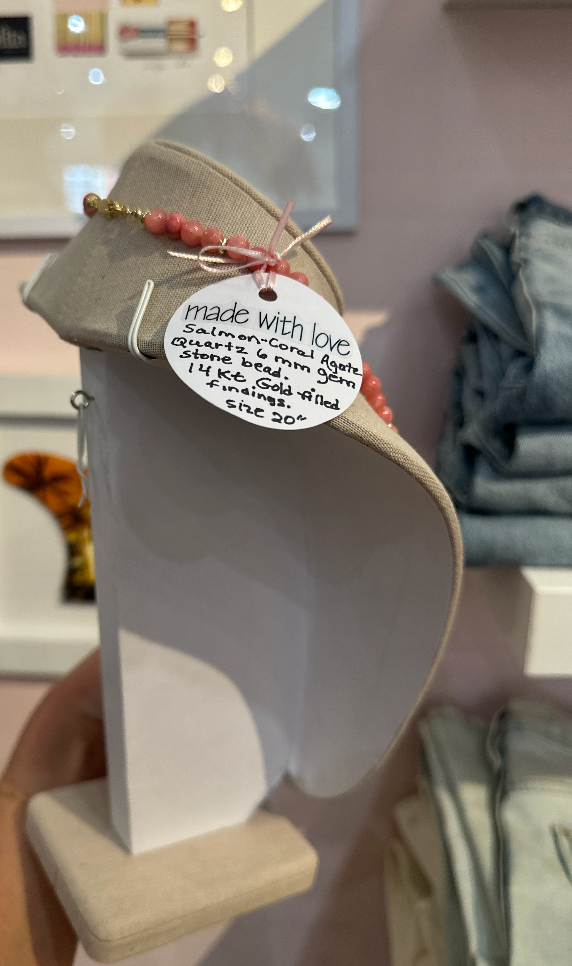 made with love
Salmon-Coral Agate
Quartz 6 mm gem
stone bead.
14 Kt Gold-filled
findings.
Size 20"